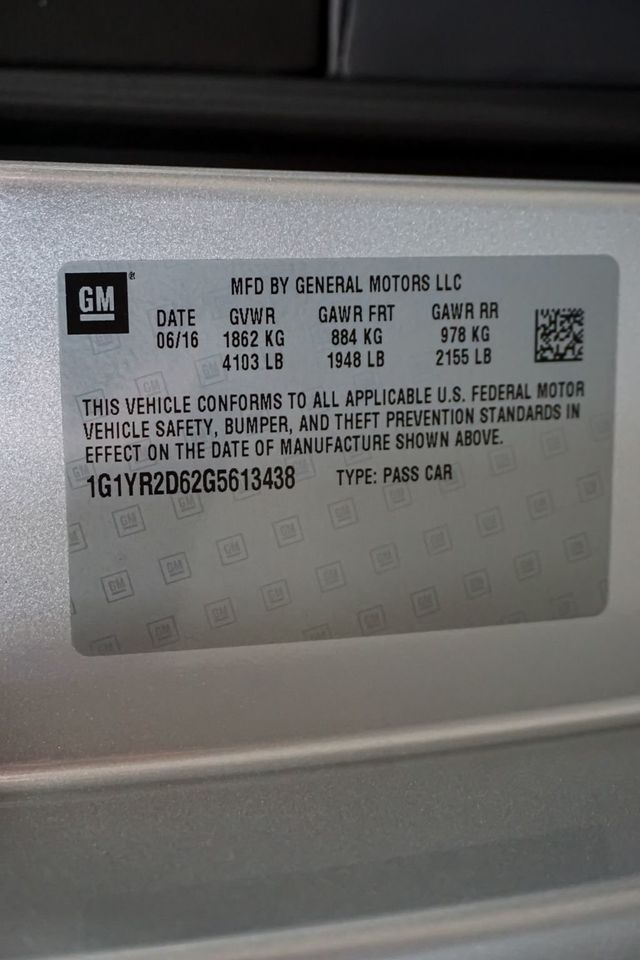 GM®
MFD BY GENERAL MOTORS LLC
DATE GVWR GAWR FRT GAWR RR
06/16 1862 KG 884 KG 978 KG
4103 LB 1948 LB 2155 LB
THIS VEHICLE CONFORMS TO ALL APPLICABLE U.S. FEDERAL MOTOR
VEHICLE SAFETY, BUMPER, AND THEFT PREVENTION STANDARDS IN
EFFECT ON THE DATE OF MANUFACTURE SHOWN ABOVE.
1G1YR2D62G5613438 TYPE: PASS CAR